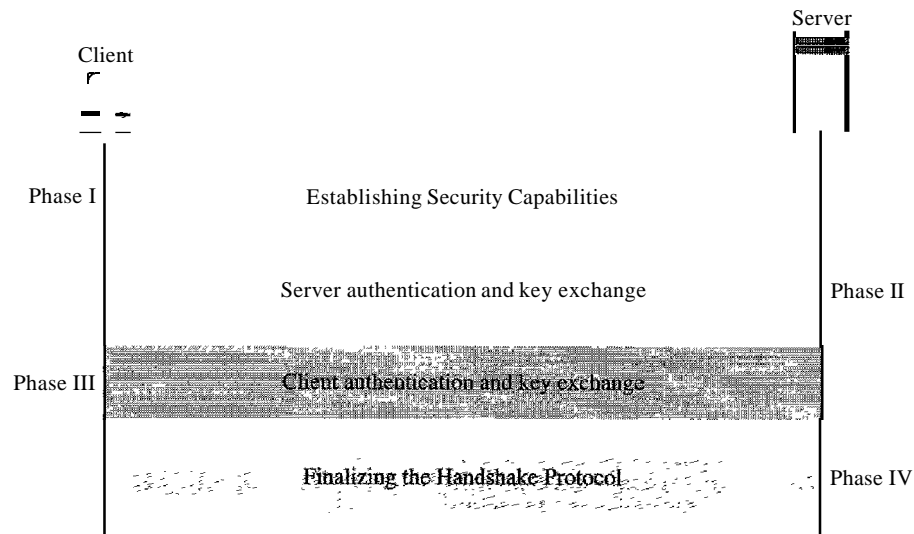 Server
Client
Phase I
Establishing Security Capabilities
Server authentication and key exchange
Phase II
Phase III
Client authentication and key exchange
Finalizing the Handshake Protocol
Phase IV